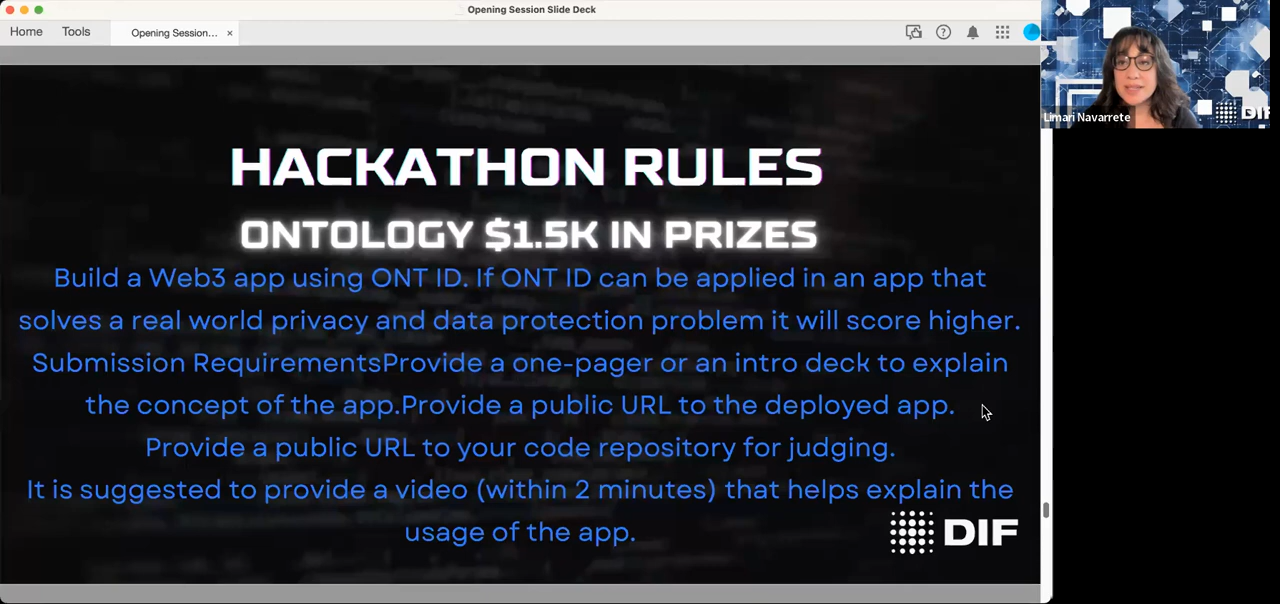 Opening Session Slide Deck
Home
Tools
Opening Session...
HACKATHON RULES
ONTOLOGY $1.5K IN PRIZES
Build a Web3 app using ONT ID. If ONT ID can be applied in an app that
solves a real world privacy and data protection problem it will score higher.
Submission RequirementsProvide a one-pager or an intro deck to explain
the concept of the app.Provide a public URL to the deployed app.
Provide a public URL to your code repository for judging.
It is suggested to provide a video (within 2 minutes) that helps explain the
usage of the app.
DIF
Limari Navarrete
DIF